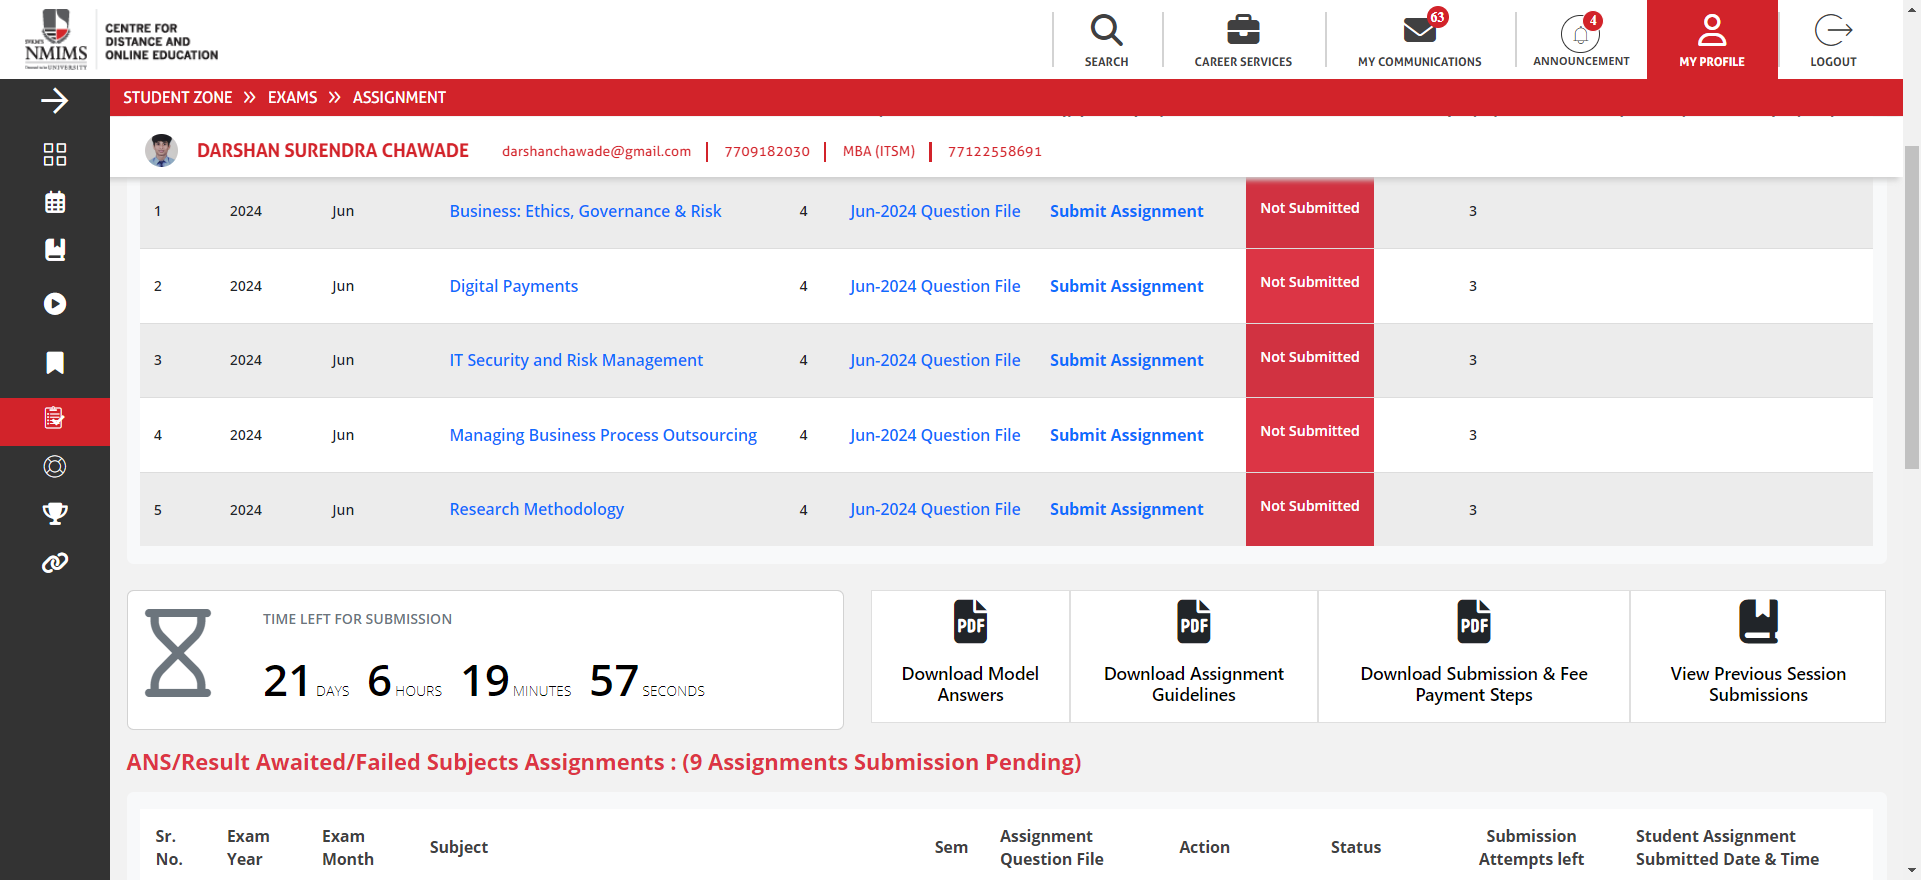 SVKM'S
NMIMS
CENTRE FOR
DISTANCE AND
ONLINE EDUCATION
SEARCH
CAREER SERVICES
63
MY COMMUNICATIONS
4
ANNOUNCEMENT
MY PROFILE
LOGOUT
STUDENT ZONE » EXAMS » ASSIGNMENT
DARSHAN SURENDRA CHAWADE darshanchawade@gmail.com | 7709182030 | MBA (ITSM) | 77122558691
1 2024 Jun Business: Ethics, Governance & Risk 4 Jun-2024 Question File Submit Assignment Not Submitted 3
2 2024 Jun Digital Payments 4 Jun-2024 Question File Submit Assignment Not Submitted 3
3 2024 Jun IT Security and Risk Management 4 Jun-2024 Question File Submit Assignment Not Submitted 3
4 2024 Jun Managing Business Process Outsourcing 4 Jun-2024 Question File Submit Assignment Not Submitted 3
5 2024 Jun Research Methodology 4 Jun-2024 Question File Submit Assignment Not Submitted 3
TIME LEFT FOR SUBMISSION
21 DAYS 6 HOURS 19 MINUTES 57 SECONDS
PDF
Download Model
Answers
PDF
Download Assignment
Guidelines
PDF
Download Submission & Fee
Payment Steps
View Previous Session
Submissions
ANS/Result Awaited/Failed Subjects Assignments : (9 Assignments Submission Pending)
Sr.
No.
Exam
Year
Exam
Month
Subject
Sem
Assignment
Question File
Action
Status
Submission
Attempts left
Student Assignment
Submitted Date & Time